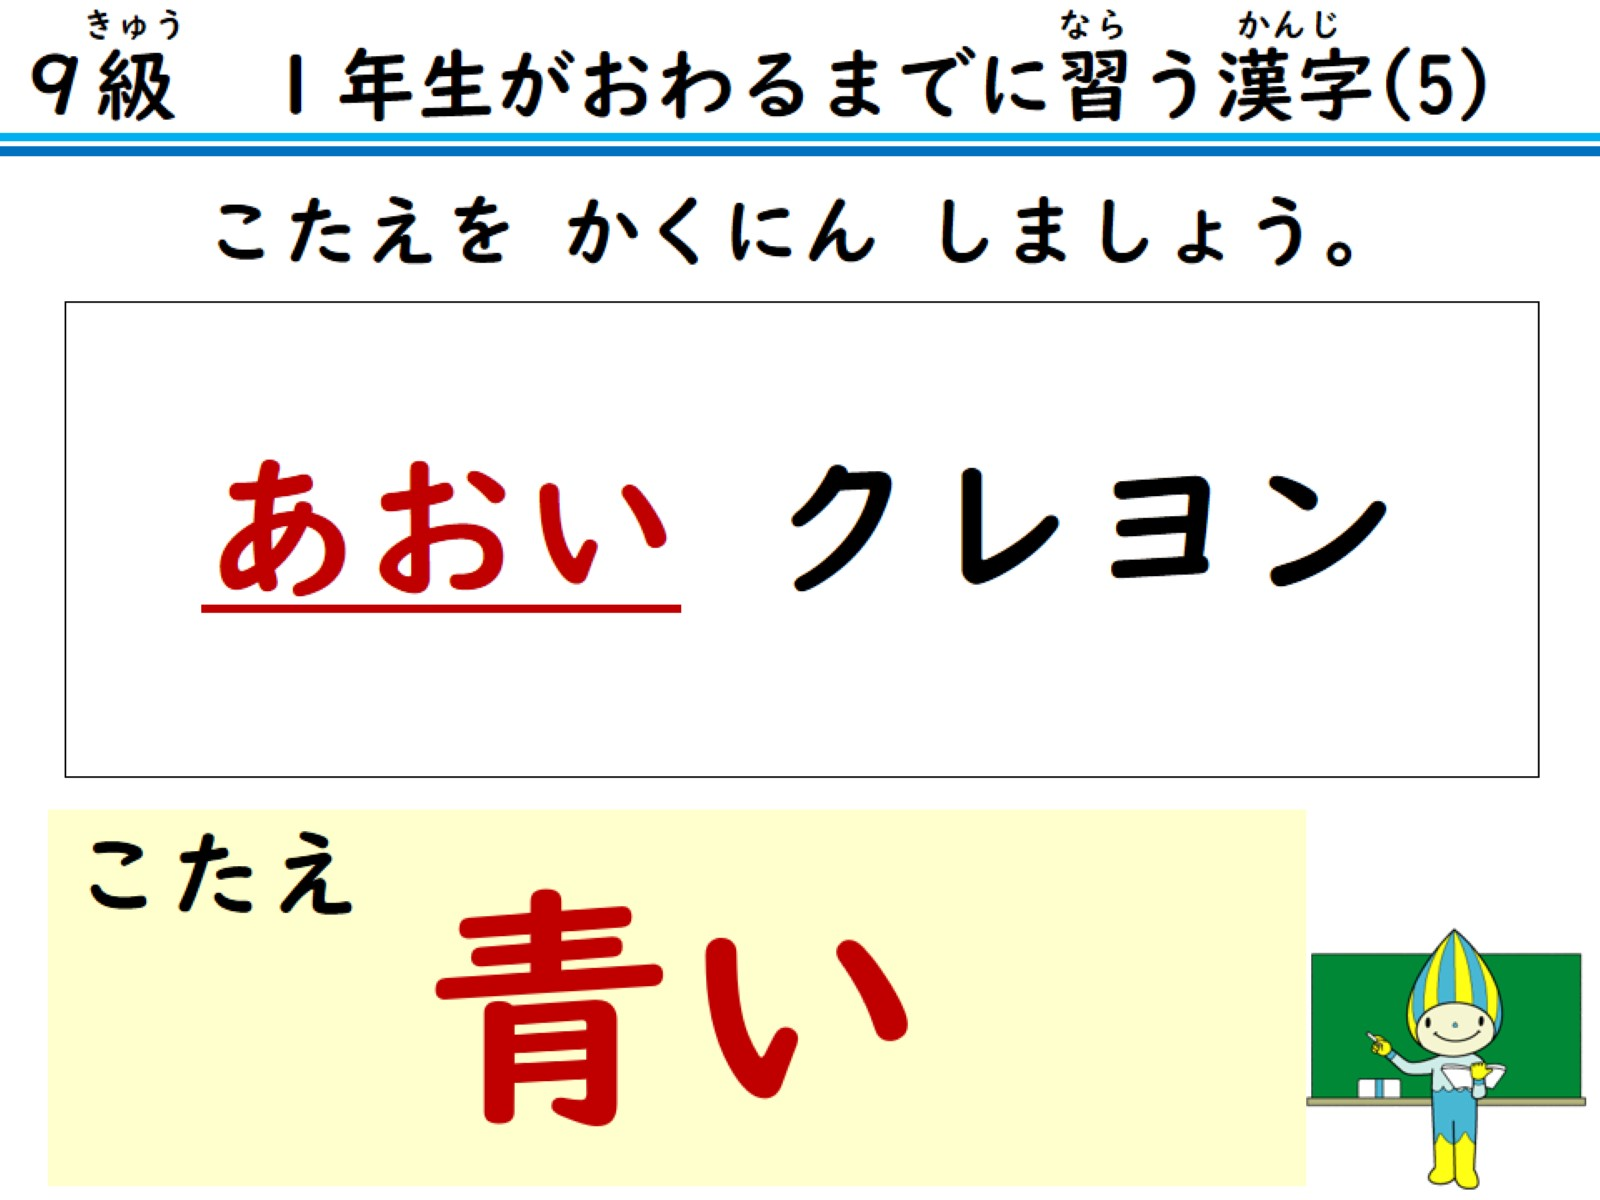 きゅう なら かんじ
9級 1年生がおわるまでに習う漢字(5)
こたえを かくにん しましょう。
あおい クレヨン
こたえ
青い